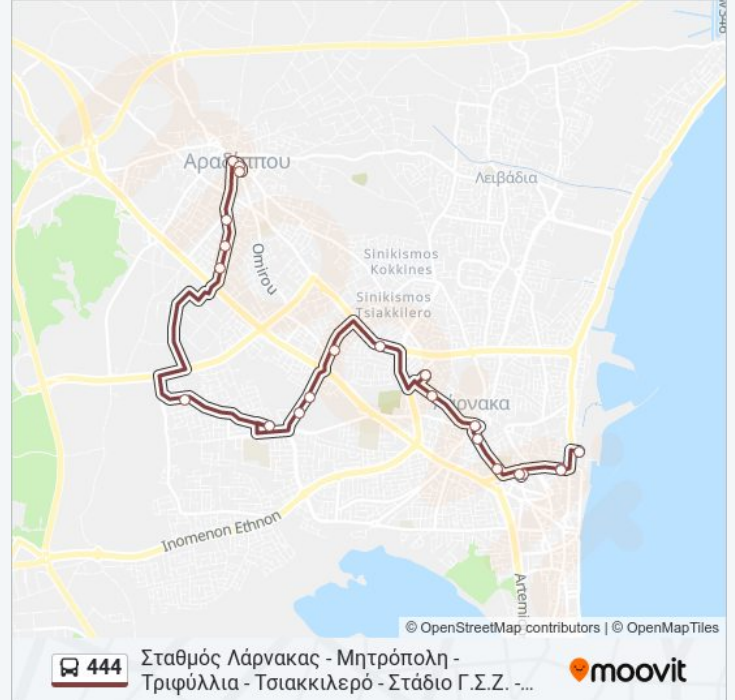 Αραδίππου
Λειβάδια
Omirou
Sinikismos
Kokkines
Sinikismos
Tsiakkilero
Λάρνακα
Inomenon Ethnon
© OpenStreetMap contributors | © OpenMapTiles
444
Σταθμός Λάρνακας - Μητρόπολη -
Τριφύλλια - Τσιακκιλερό - Στάδιο Γ.Σ.Ζ. -...
moovit